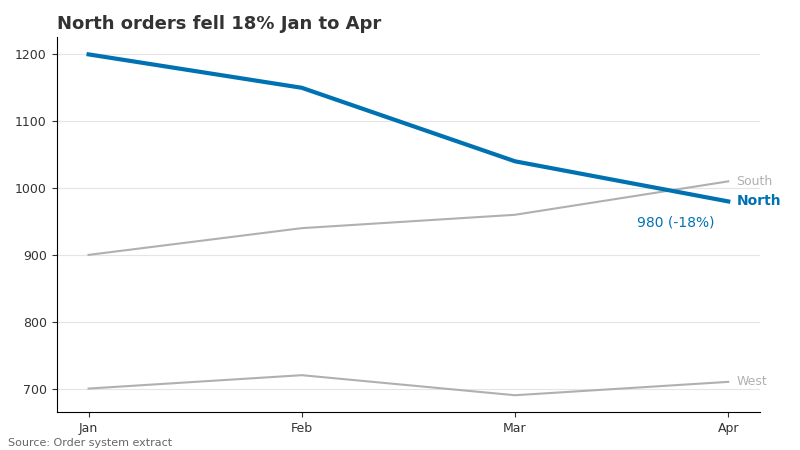 North orders fell 18% Jan to Apr
1200
1100
1000
900
800
700
South
North
980 (-18%)
West
Jan Feb Mar Apr
Source: Order system extract